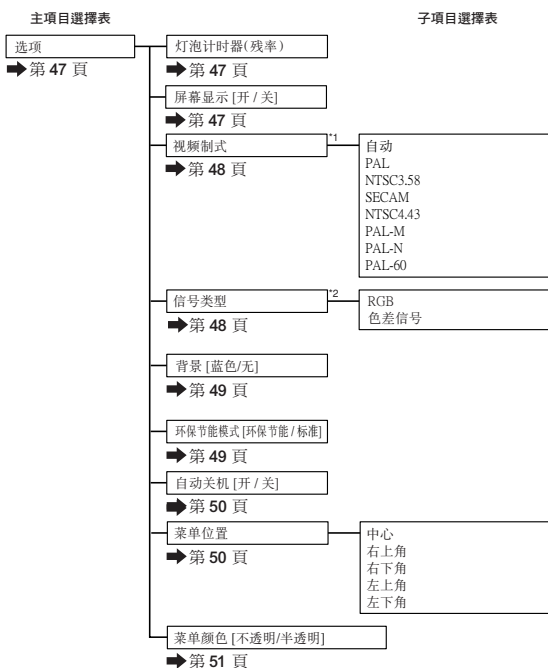 主項目選擇表
子項目選擇表
选项
➡第 47 頁
灯泡计时器(残率)
➡第 47 頁
屏幕显示 [开 / 关]
➡第 47 頁
视频制式
*1
➡第 48 頁
自动
PAL
NTSC3.58
SECAM
NTSC4.43
PAL-M
PAL-N
PAL-60
信号类型
*2
➡第 48 頁
RGB
色差信号
背景 [蓝色/无]
➡第 49 頁
环保节能模式 [环保节能 / 标准]
➡第 49 頁
自动关机 [开 / 关]
➡第 50 頁
菜单位置
➡第 50 頁
中心
右上角
右下角
左上角
左下角
菜单颜色 [不透明/半透明]
➡第 51 頁